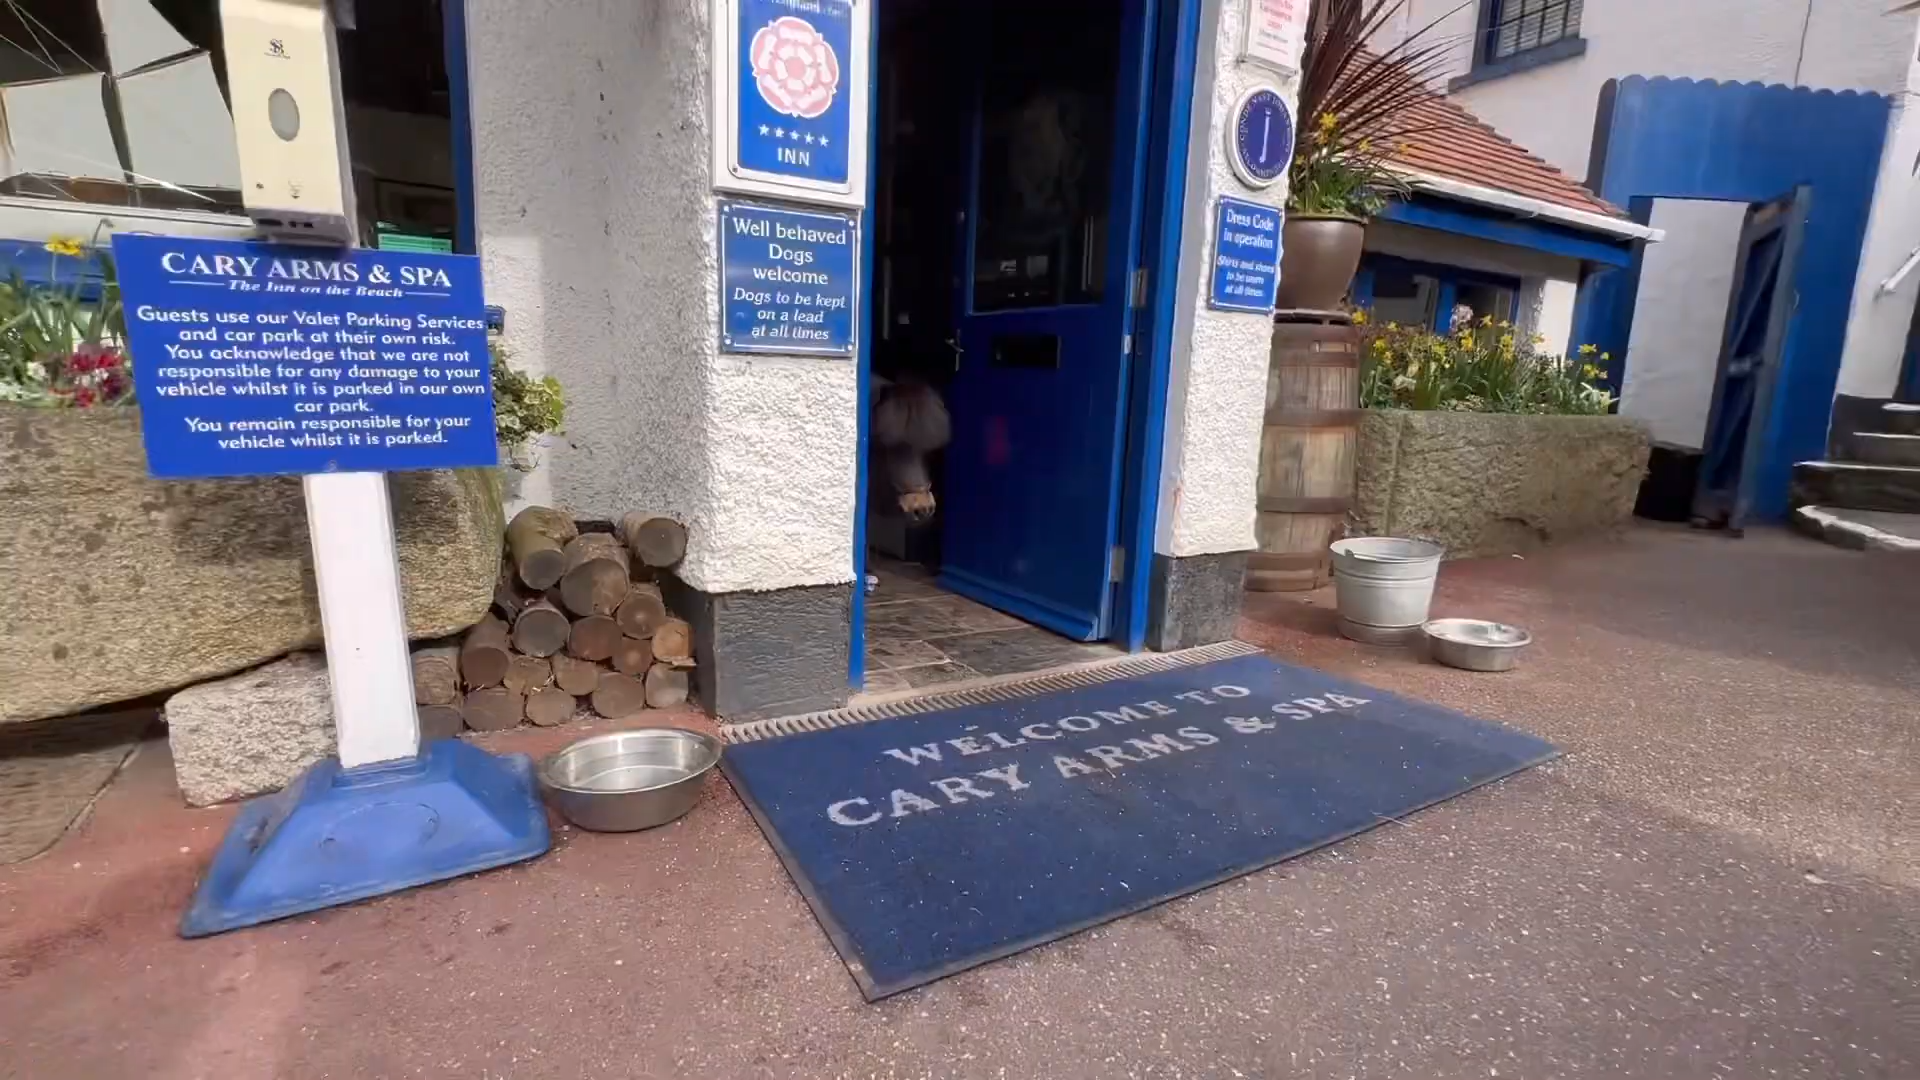 CARY ARMS & SPA
The Inn on the Beach
Guests use our Valet Parking Services
and car park at their own risk.
You acknowledge that we are not
responsible for any damage to your
vehicle whilst it is parked in our own
car park.
You remain responsible for your
vehicle whilst it is parked.
INN
Well behaved
Dogs
welcome
Dogs to be kept
on a lead
at all times
Dress Code
in operation
Shirts and shoes
to be worn
at all times
WELCOME TO
CARY ARMS & SPA